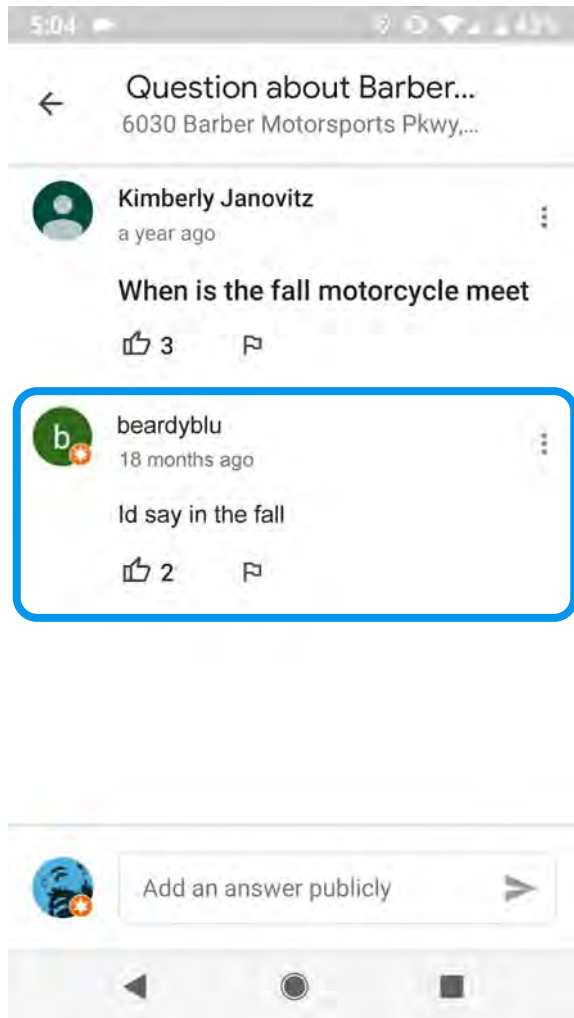 5:04
43%
Question about Barber...
6030 Barber Motorsports Pkwy,...
Kimberly Janovitz
a year ago
When is the fall motorcycle meet
3
b
beardyblu
18 months ago
Id say in the fall
2
Add an answer publicly